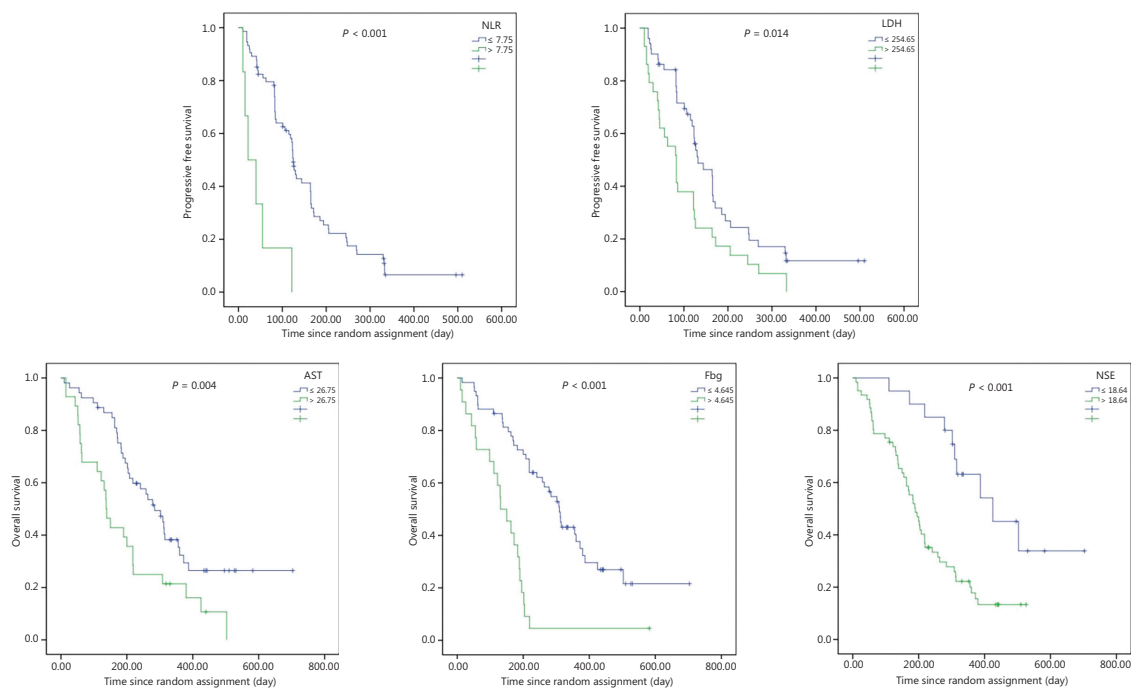 NLR
P < 0.001
≤ 7.75
> 7.75
1.0
0.8
0.6
0.4
0.2
0.0
Progressive free survival
0.00 100.00 200.00 300.00 400.00 500.00 600.00
Time since random assignment (day)
LDH
P = 0.014
≤ 254.65
> 254.65
1.0
0.8
0.6
0.4
0.2
0.0
Progressive free survival
0.00 100.00 200.00 300.00 400.00 500.00 600.00
Time since random assignment (day)
AST
P = 0.004
≤ 26.75
> 26.75
1.0
0.8
0.6
0.4
0.2
0.0
Overall survival
0.00 200.00 400.00 600.00 800.00
Time since random assignment (day)
Fbg
P < 0.001
≤ 4.645
> 4.645
1.0
0.8
0.6
0.4
0.2
0.0
Overall survival
0.00 200.00 400.00 600.00 800.00
Time since random assignment (day)
NSE
P < 0.001
≤ 18.64
> 18.64
1.0
0.8
0.6
0.4
0.2
0.0
Overall survival
0.00 200.00 400.00 600.00 800.00
Time since random assignment (day)